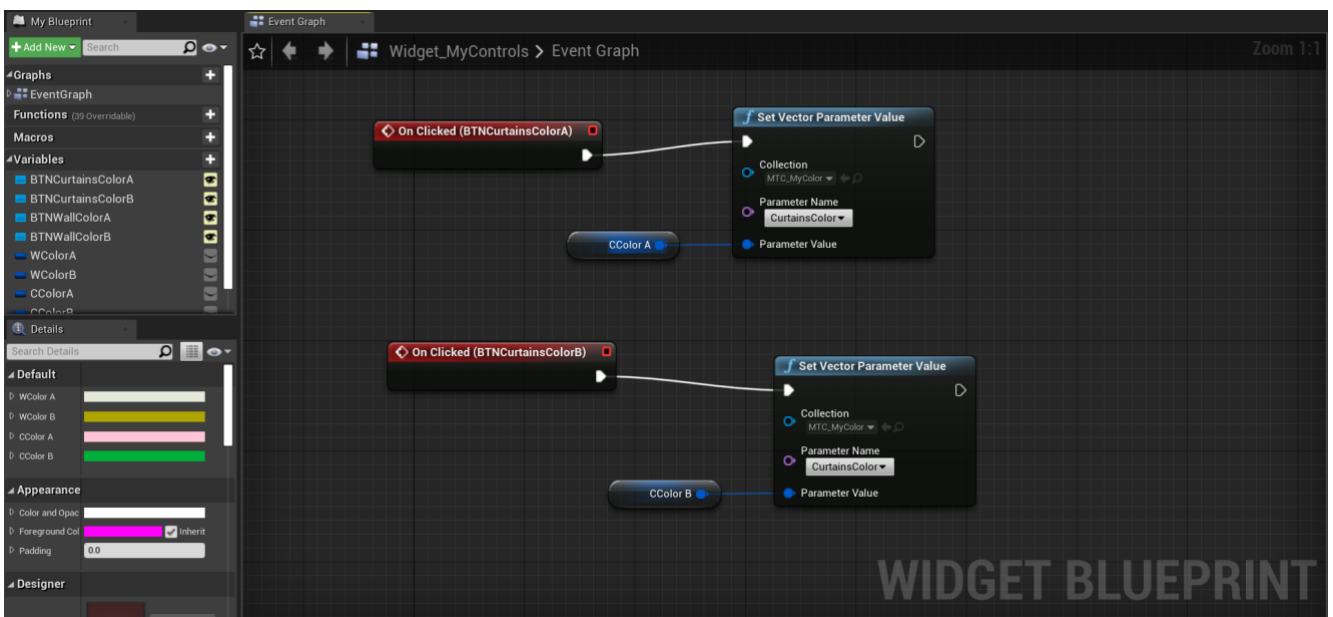 My Blueprint
Add New
Search
Graphs
EventGraph
Functions (39 Overridable)
Macros
Variables
BTNCurtainsColorA
BTNCurtainsColorB
BTNWallColorA
BTNWallColorB
WColorA
WColorB
CColorA
CColorB
Details
Search Details
Default
WColor A
WColor B
CColor A
CColor B
Appearance
Color and Opac
Foreground Col
Inherit
Padding
0.0
Designer
Event Graph
Widget_MyControls > Event Graph
Zoom 1:1
On Clicked (BTNCurtainsColorA)
Set Vector Parameter Value
Collection
MTC_MyColor
Parameter Name
CurtainsColor
CColor A
Parameter Value
On Clicked (BTNCurtainsColorB)
Set Vector Parameter Value
Collection
MTC_MyColor
Parameter Name
CurtainsColor
CColor B
Parameter Value
WIDGET BLUEPRINT